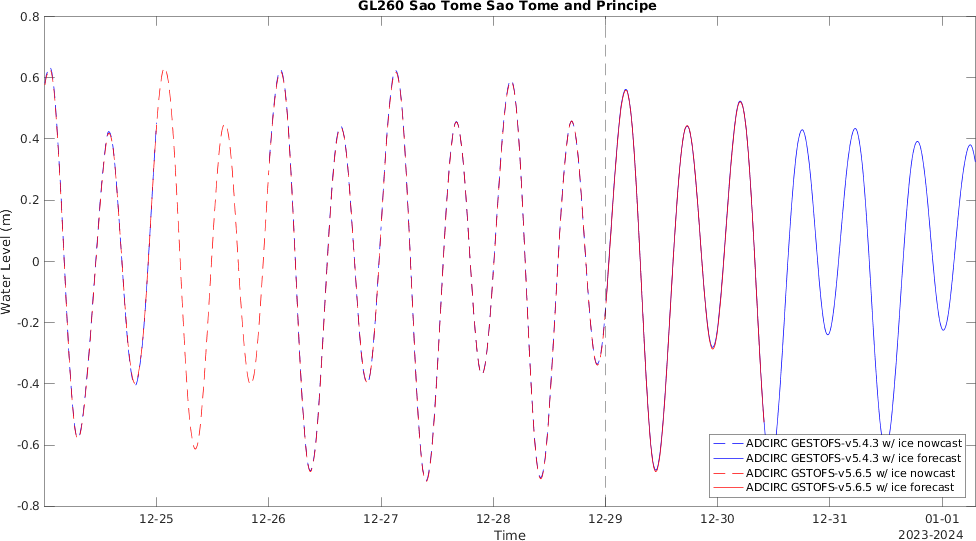 GL260 Sao Tome Sao Tome and Principe
0.8
0.6
0.4
0.2
0
-0.2
-0.4
-0.6
-0.8
Water Level (m)
ADCIRC GESTOFS-v5.4.3 w/ ice nowcast
ADCIRC GESTOFS-v5.4.3 w/ ice forecast
ADCIRC GSTOFS-v5.6.5 w/ ice nowcast
ADCIRC GSTOFS-v5.6.5 w/ ice forecast
12-25 12-26 12-27 12-28 12-29 12-30 12-31 01-01
Time
2023-2024